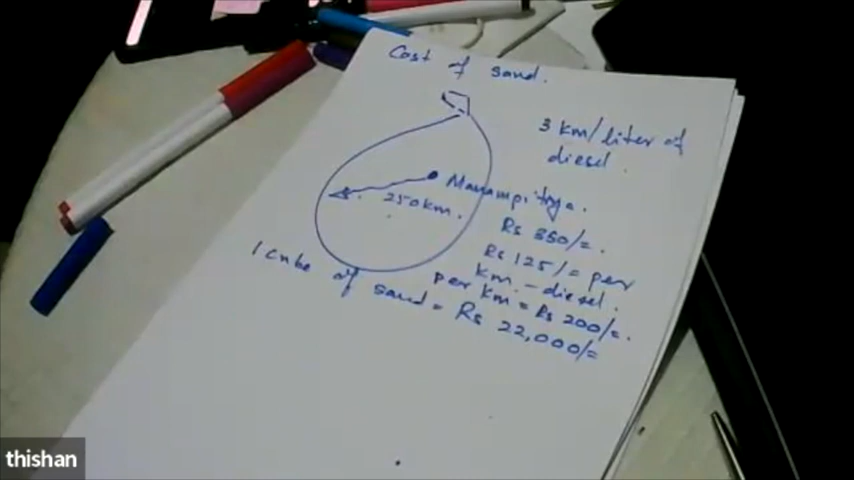 Cost of sand.
3 km/liter of
diesel.
Manampitiya.
250km.
Rs 350/=.
Rs 125/= per
km. - diesel.
per km = Rs 200/=.
1 cube of sand = Rs 22,000/=
thishan